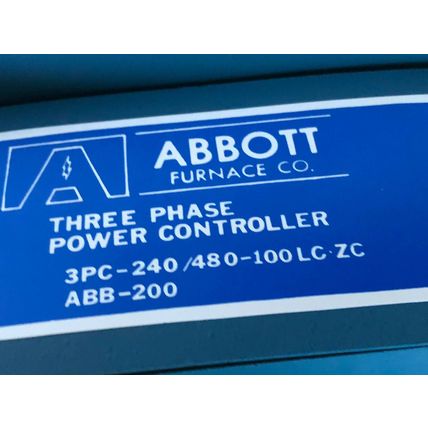 ABBOTT
FURNACE CO.
THREE PHASE
POWER CONTROLLER
3PC-240/480-100LC·ZC
ABB-200